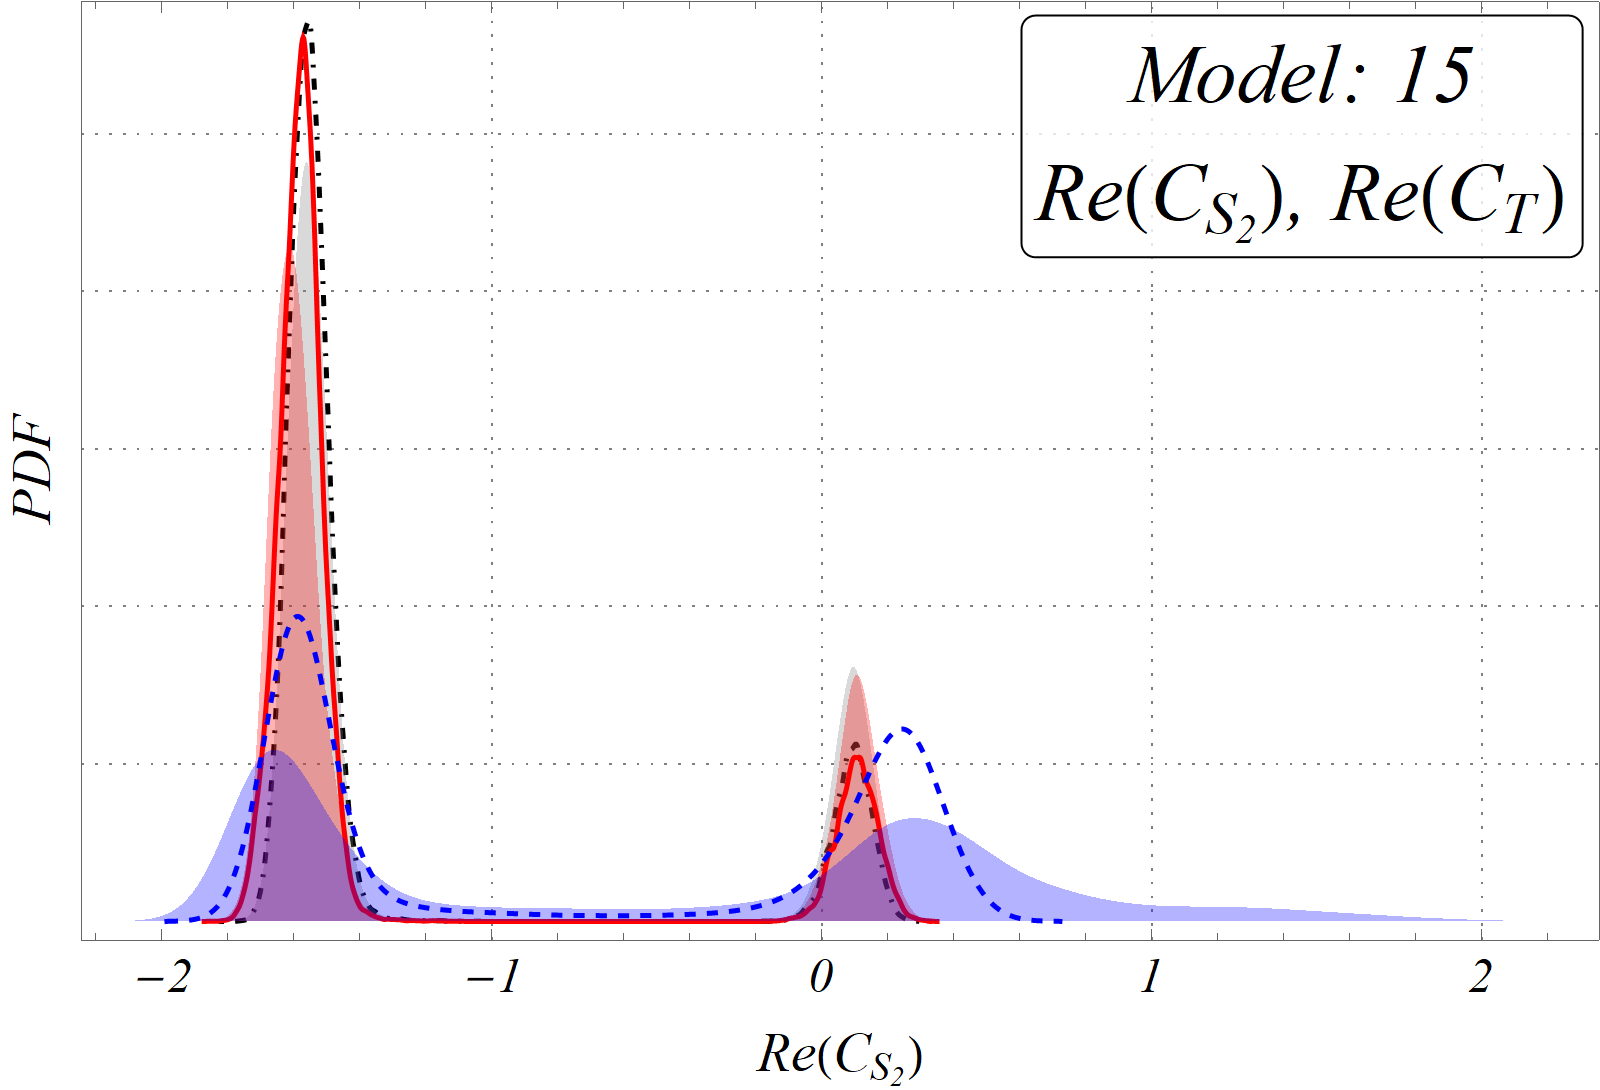 Model: 15
Re(C_{S_2}), Re(C_T)
PDF
−2 −1 0 1 2
Re(C_{S_2})